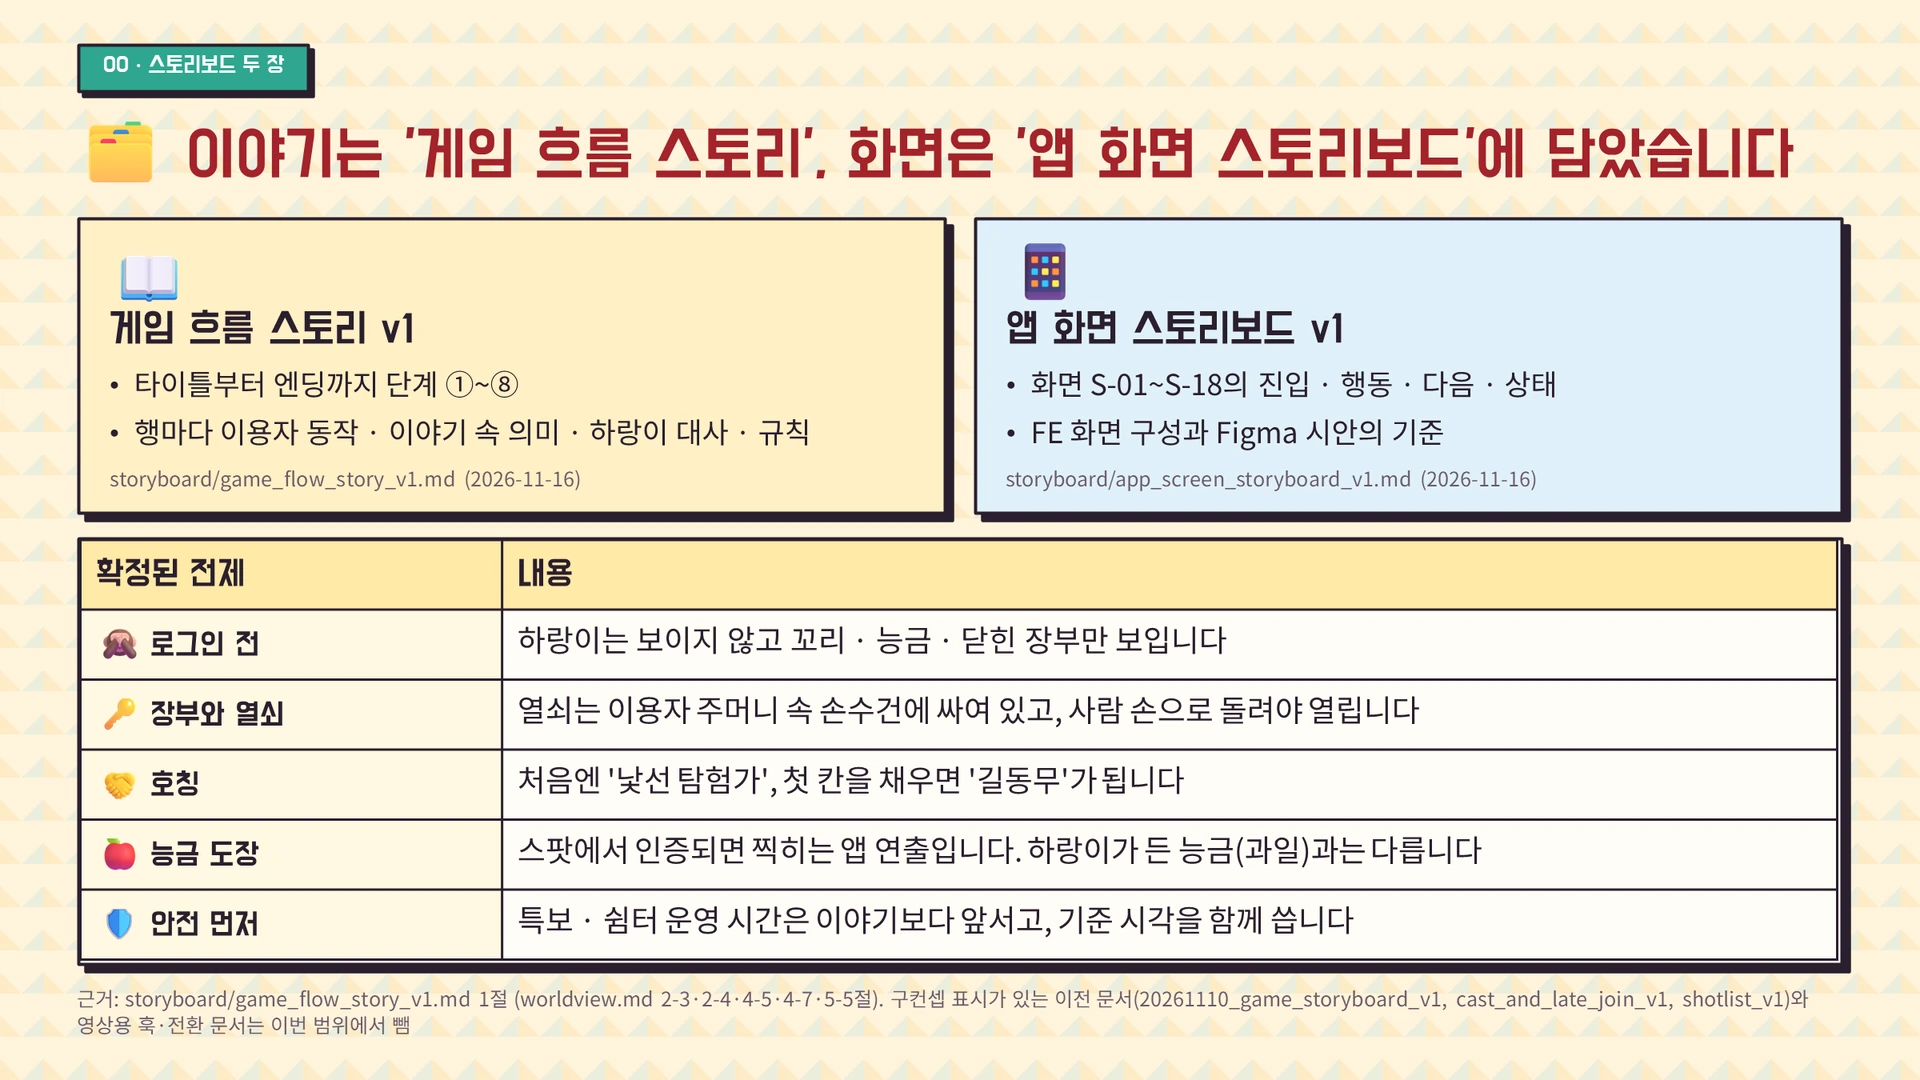 00 · 스토리보드 두 장
이야기는 '게임 흐름 스토리', 화면은 '앱 화면 스토리보드'에 담았습니다
게임 흐름 스토리 v1
• 타이틀부터 엔딩까지 단계 ①~⑧
• 행마다 이용자 동작 · 이야기 속 의미 · 하랑이 대사 · 규칙
storyboard/game_flow_story_v1.md (2026-11-16)
앱 화면 스토리보드 v1
• 화면 S-01~S-18의 진입 · 행동 · 다음 · 상태
• FE 화면 구성과 Figma 시안의 기준
storyboard/app_screen_storyboard_v1.md (2026-11-16)
확정된 전제 내용
로그인 전 하랑이는 보이지 않고 꼬리 · 능금 · 닫힌 장부만 보입니다
장부와 열쇠 열쇠는 이용자 주머니 속 손수건에 싸여 있고, 사람 손으로 돌려야 열립니다
호칭 처음엔 '낯선 탐험가', 첫 칸을 채우면 '길동무'가 됩니다
능금 도장 스팟에서 인증되면 찍히는 앱 연출입니다. 하랑이가 든 능금(과일)과는 다릅니다
안전 먼저 특보 · 쉼터 운영 시간은 이야기보다 앞서고, 기준 시각을 함께 씁니다
근거: storyboard/game_flow_story_v1.md 1절 (worldview.md 2-3·2-4·4-5·4-7·5-5절). 구컨셉 표시가 있는 이전 문서(20261110_game_storyboard_v1, cast_and_late_join_v1, shotlist_v1)와
영상용 훅·전환 문서는 이번 범위에서 뺌